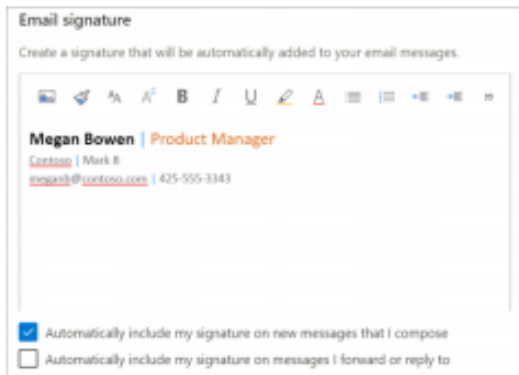 Email signature
Create a signature that will be automatically added to your email messages.
B I U A
Megan Bowen | Product Manager
Contoso | Mark 8
meganb@contoso.com | 425-555-3343
Automatically include my signature on new messages that I compose
Automatically include my signature on messages I forward or reply to